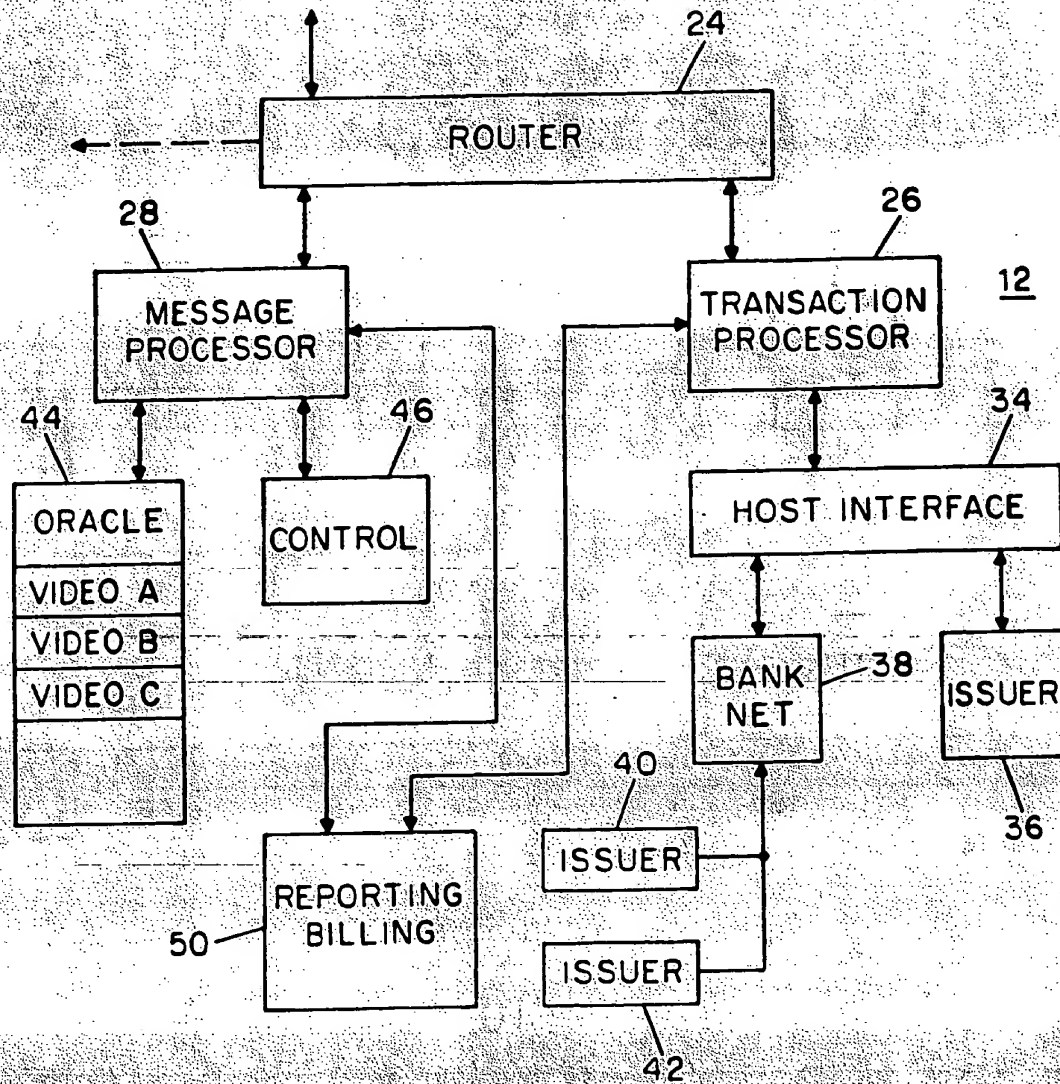 24
ROUTER
28
26
12
MESSAGE
PROCESSOR
TRANSACTION
PROCESSOR
44
46
34
ORACLE
CONTROL
HOST INTERFACE
VIDEO A
VIDEO B
VIDEO C
BANK
NET
38
ISSUER
40
36
ISSUER
REPORTING
BILLING
50
ISSUER
42